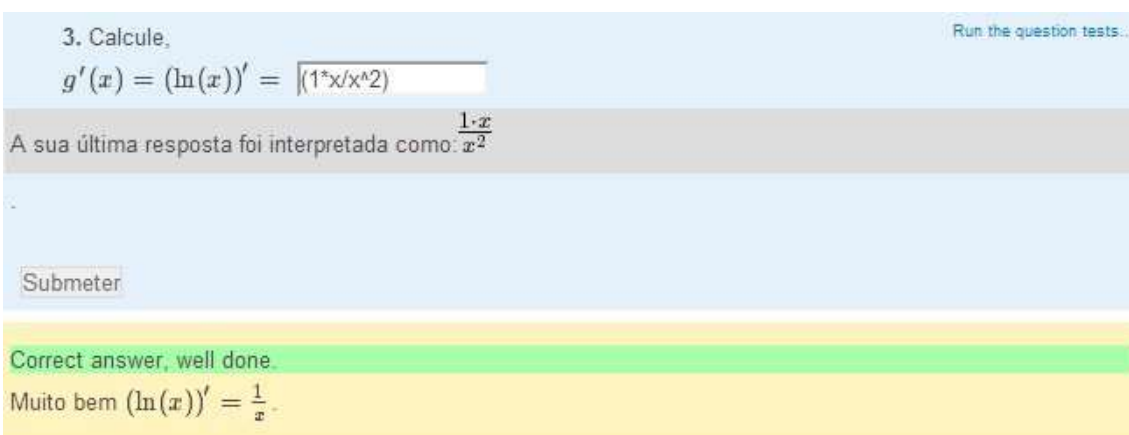 3. Calcule,
Run the question tests..
g′(x) = (ln(x))′ = (1*x/x^2)
A sua última resposta foi interpretada como: 1·x/x²
.
Submeter
Correct answer, well done.
Muito bem (ln(x))′ = 1/x .